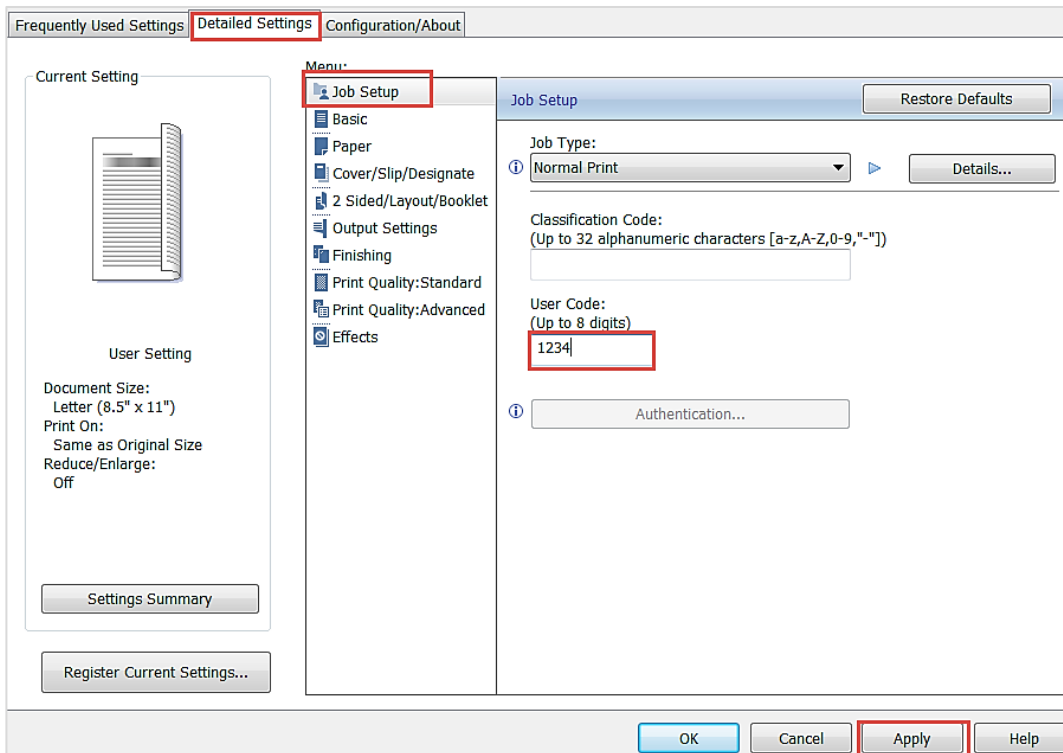 Frequently Used Settings
Detailed Settings
Configuration/About
Current Setting
User Setting
Document Size:
Letter (8.5" x 11")
Print On:
Same as Original Size
Reduce/Enlarge:
Off
Settings Summary
Register Current Settings...
Menu:
Job Setup
Basic
Paper
Cover/Slip/Designate
2 Sided/Layout/Booklet
Output Settings
Finishing
Print Quality:Standard
Print Quality:Advanced
Effects
Job Setup
Restore Defaults
Job Type:
Normal Print
Details...
Classification Code:
(Up to 32 alphanumeric characters [a-z,A-Z,0-9,"-"])
User Code:
(Up to 8 digits)
1234
Authentication...
OK
Cancel
Apply
Help